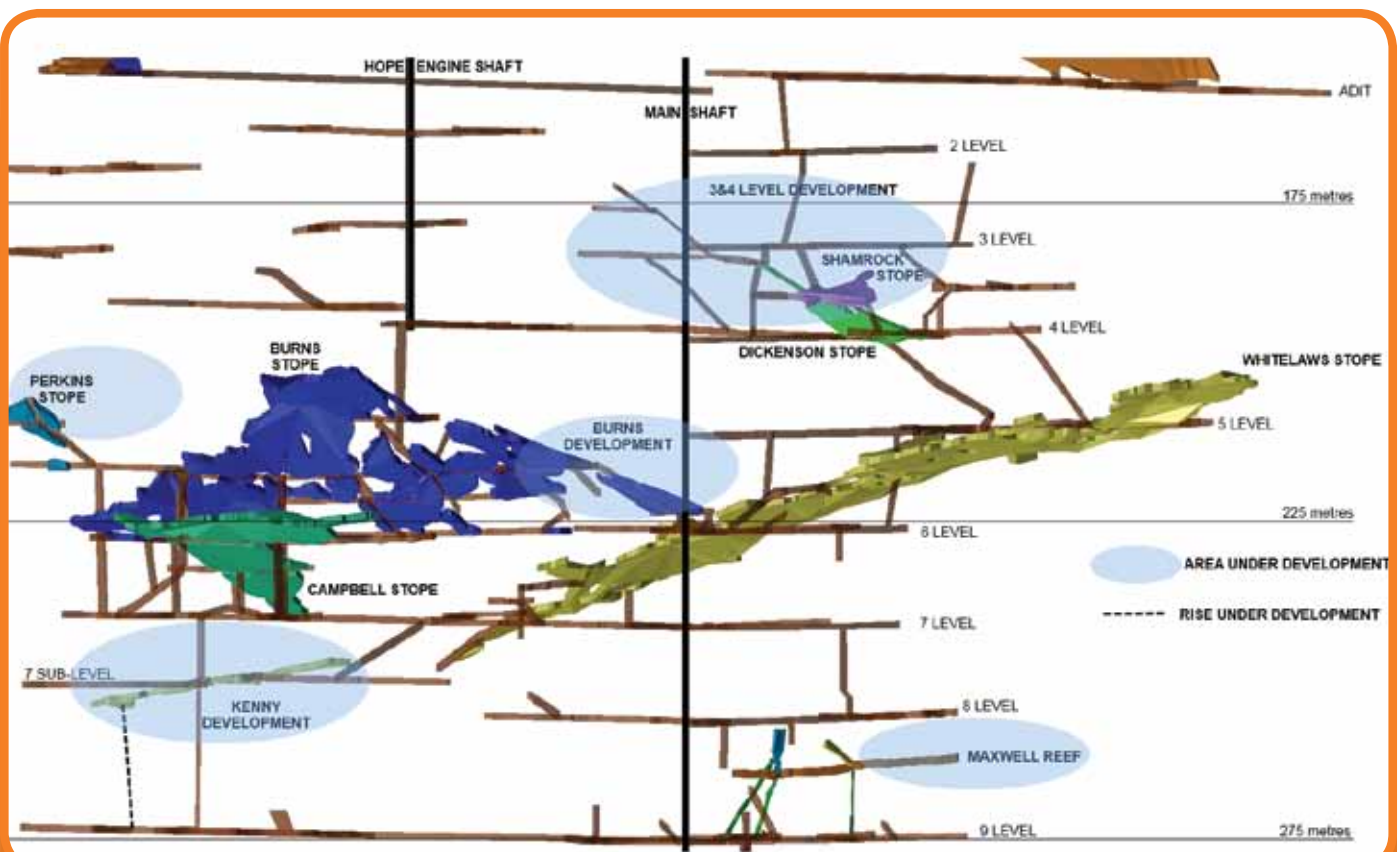 HOPE ENGINE SHAFT
ADIT
MAIN SHAFT
2 LEVEL
3&4 LEVEL DEVELOPMENT
175 metres
3 LEVEL
SHAMROCK
STOPE
4 LEVEL
BURNS
STOPE
DICKENSON STOPE
WHITELAWS STOPE
PERKINS
STOPE
5 LEVEL
BURNS
DEVELOPMENT
225 metres
6 LEVEL
AREA UNDER DEVELOPMENT
CAMPBELL STOPE
RISE UNDER DEVELOPMENT
7 LEVEL
7 SUB-LEVEL
KENNY
DEVELOPMENT
8 LEVEL
MAXWELL REEF
9 LEVEL
275 metres